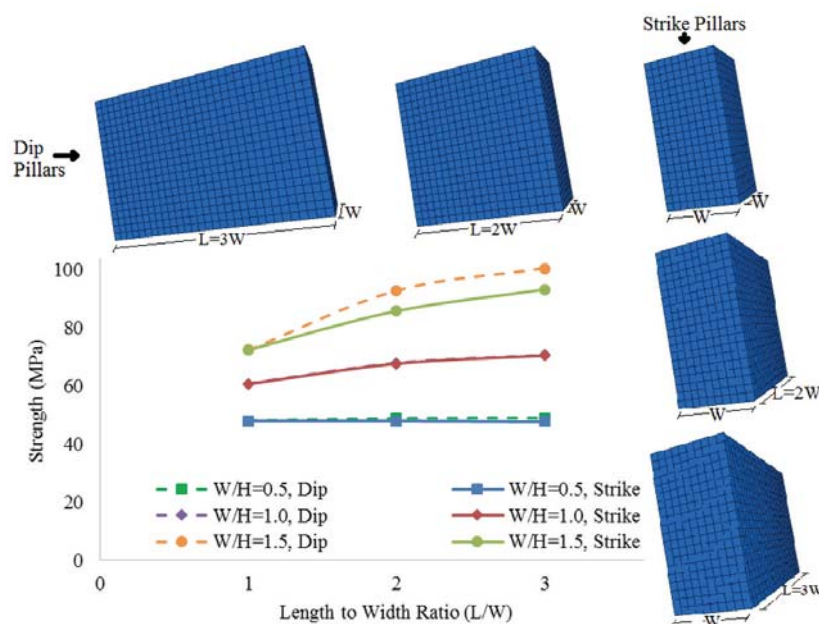 Strike Pillars
Dip
Pillars
W
L=3W
W
L=2W
W
W
100
80
60
40
20
0
Strength (MPa)
W/H=0.5, Dip
W/H=0.5, Strike
W/H=1.0, Dip
W/H=1.0, Strike
W/H=1.5, Dip
W/H=1.5, Strike
0
1
2
3
Length to Width Ratio (L/W)
W
L=2W
W
L=3W